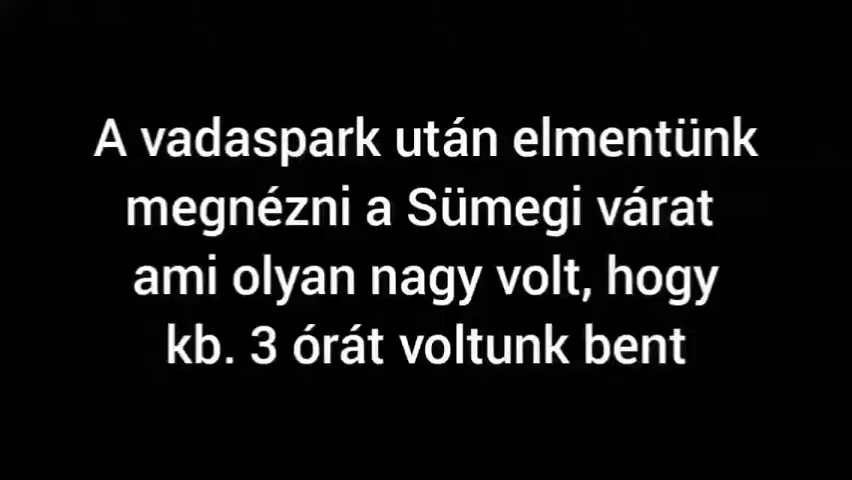 A vadaspark után elmentünk
megnézni a Sümegi várat
ami olyan nagy volt, hogy
kb. 3 órát voltunk bent